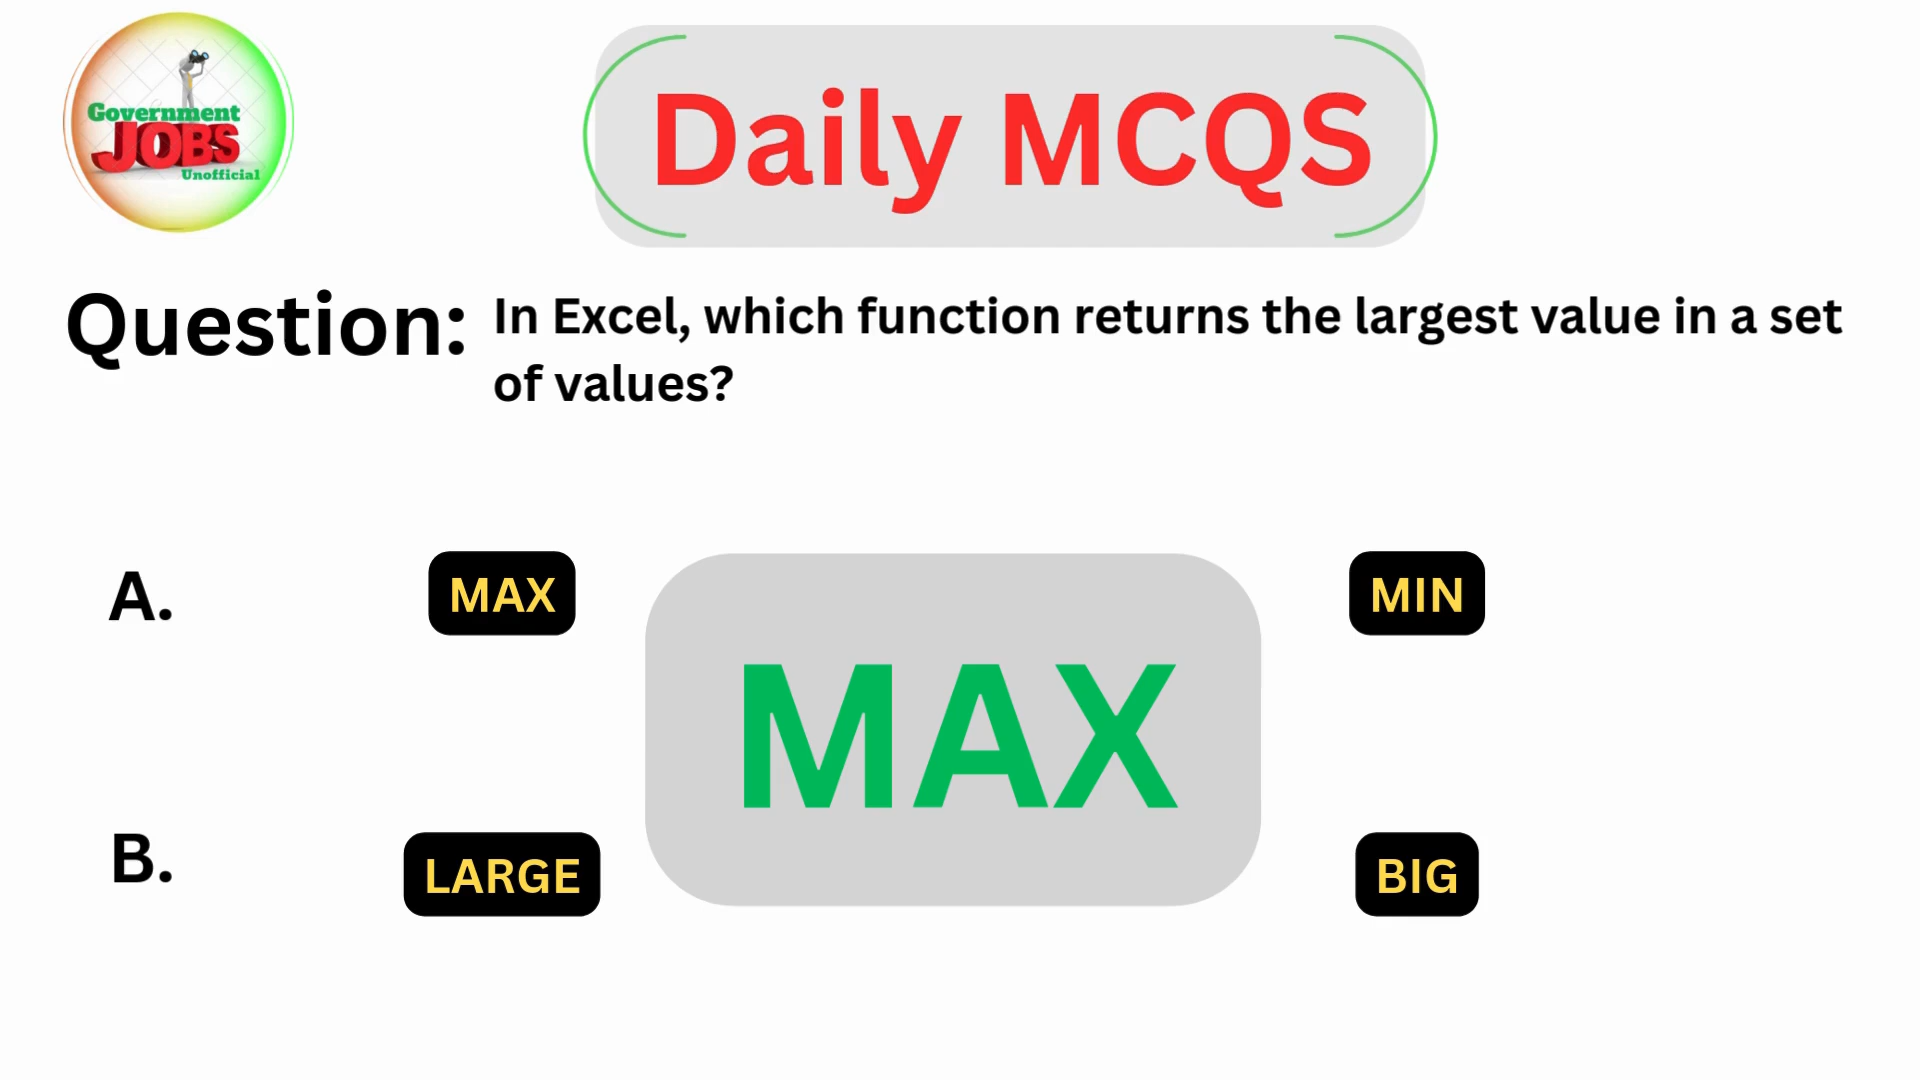 Government
JOBS
Unofficial
Daily MCQS
Question: In Excel, which function returns the largest value in a set
of values?
A. MAX MIN
MAX
B. LARGE BIG